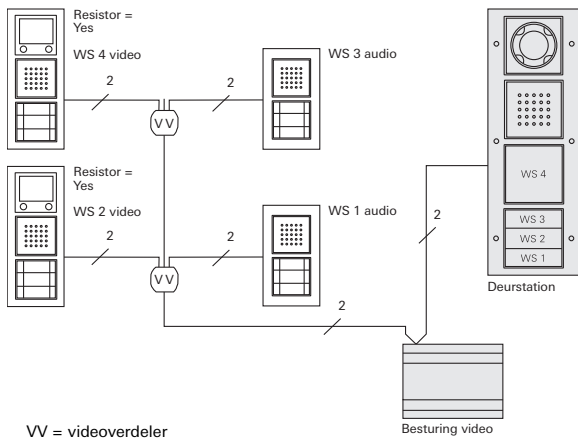 Resistor =
Yes
WS 4 video
2
2
WS 3 audio
VV
Resistor =
Yes
WS 2 video
2
2
WS 1 audio
VV
2
2
WS 4
WS 3
WS 2
WS 1
Deurstation
Besturing video
VV = videoverdeler